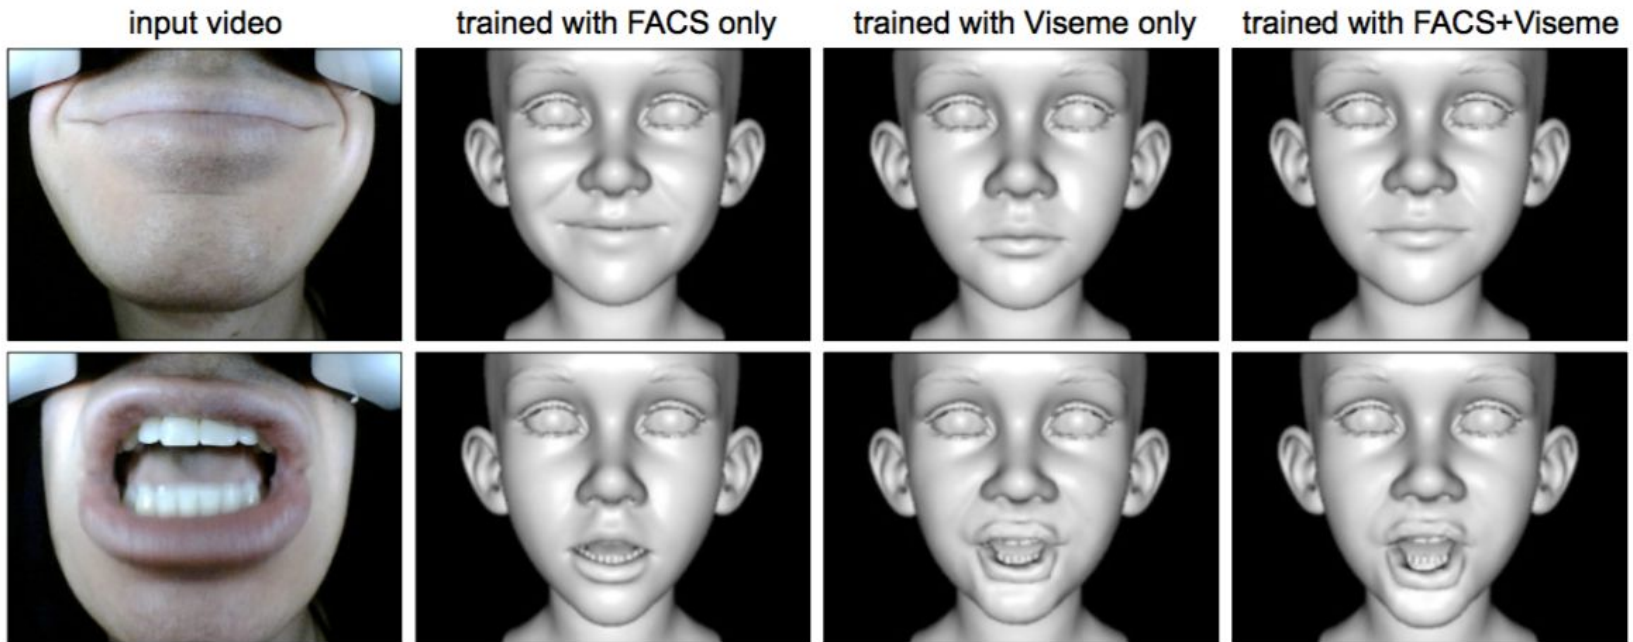 input video
trained with FACS only
trained with Viseme only
trained with FACS+Viseme